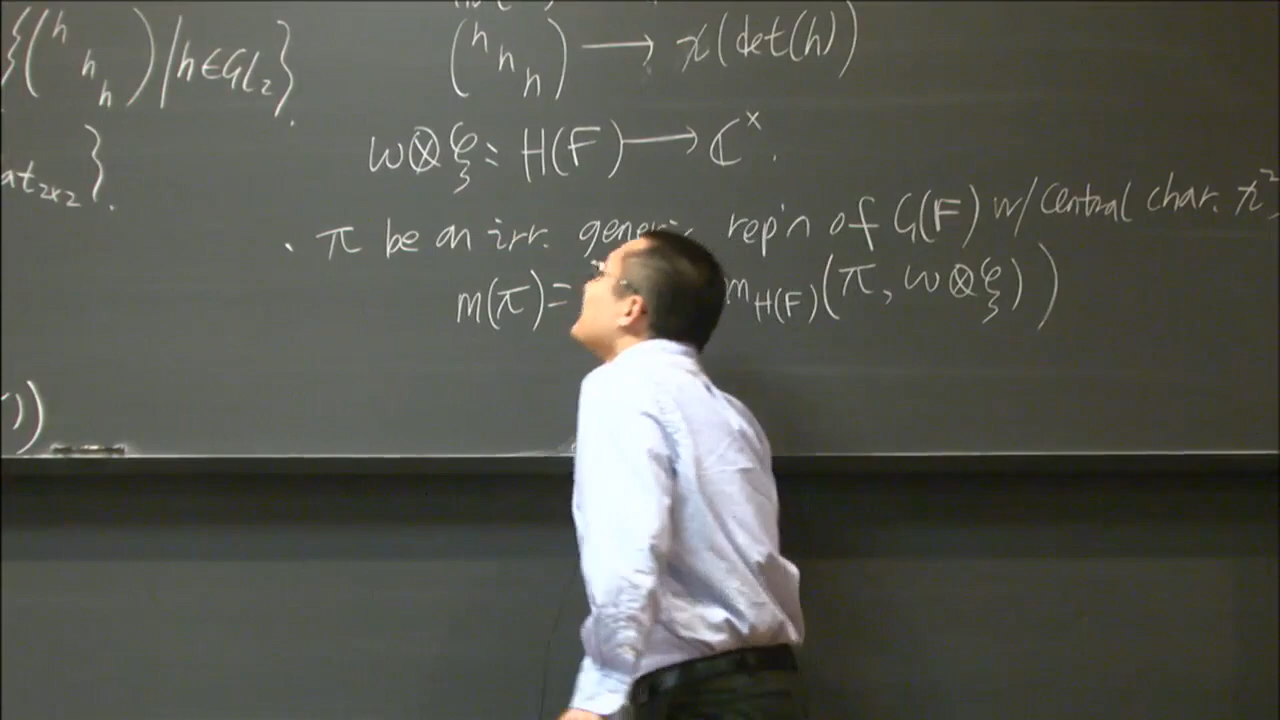 {(h h h) | h ∈ GL₂}.
(h h h) ⟶ χ(det(h))
at₂ₓ₂}.
ω⊗ξ : H(F) ⟶ ℂ^×.
· π be an irr. generic rep'n of G(F) w/ central char. χ²,
m(π)= m_{H(F)}(π, ω⊗ξ))
))